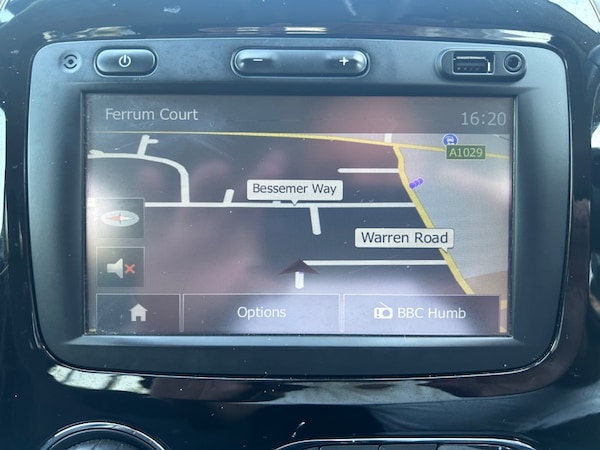 Ferrum Court
16:20
A1029
Bessemer Way
Warren Road
Options
BBC Humb